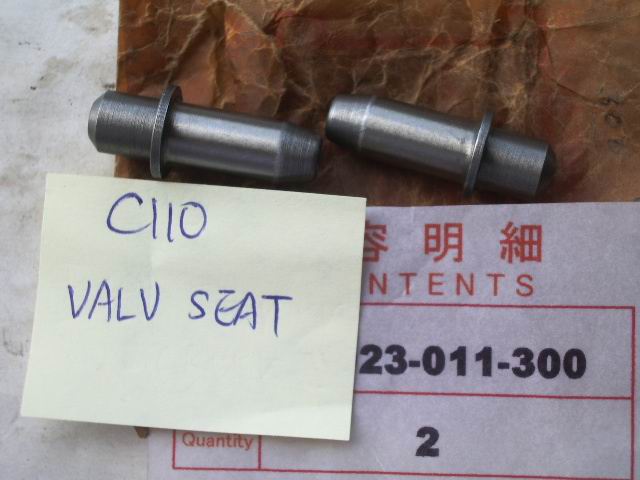 C110
VALV SEAT
容明細
NTENTS
23-011-300
Quantity 2